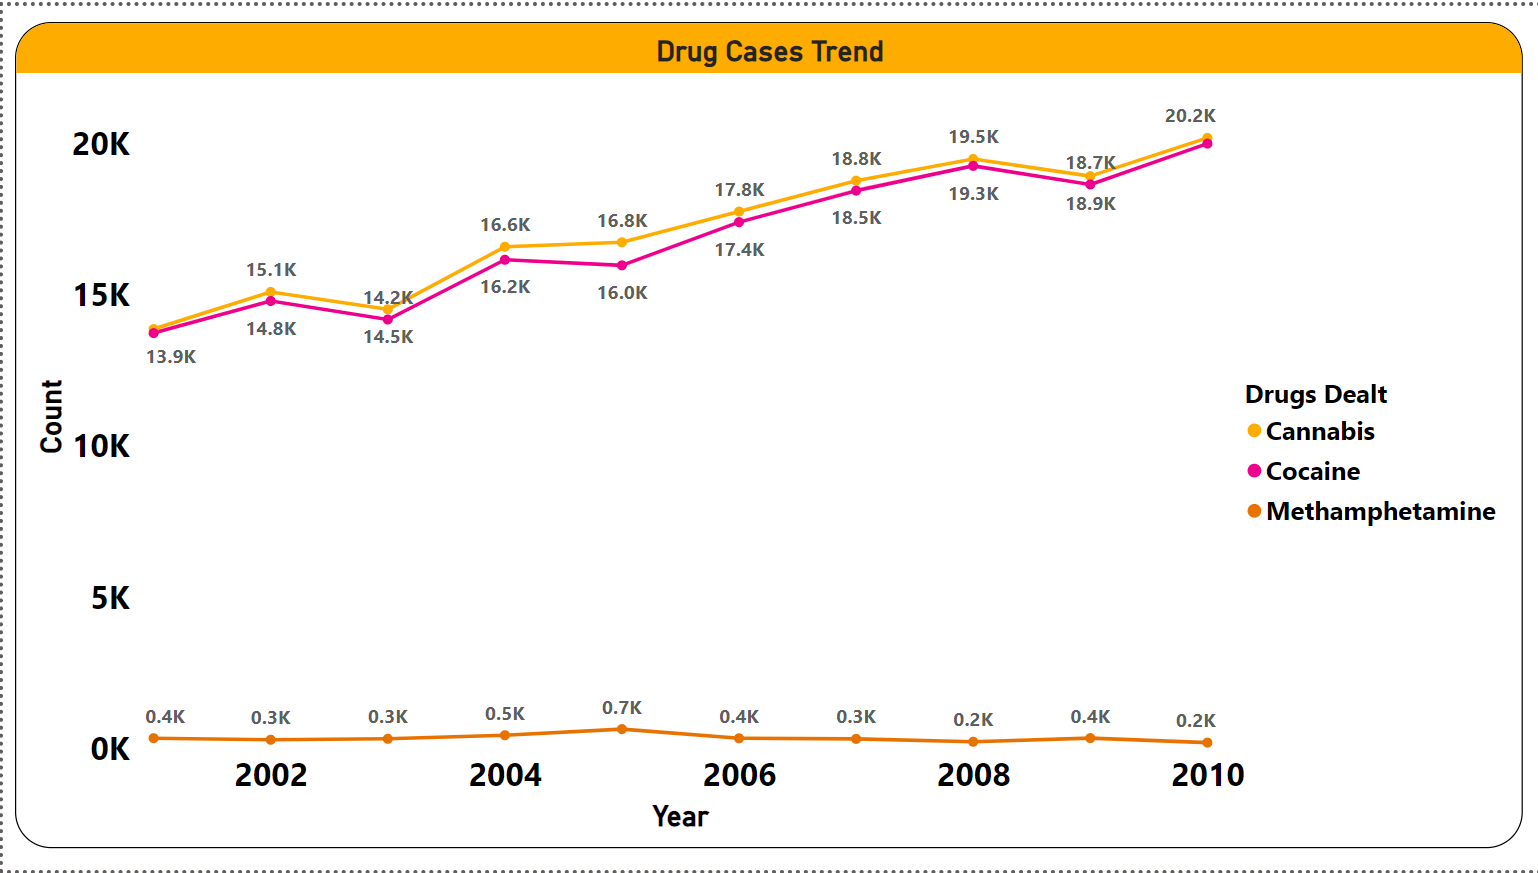 Drug Cases Trend
20K
15K
10K
5K
0K
Count
20.2K
19.5K
18.8K
18.7K
17.8K
19.3K
18.9K
16.6K
16.8K
18.5K
17.4K
15.1K
14.2K
16.2K
16.0K
14.8K
14.5K
13.9K
Drugs Dealt
Cannabis
Cocaine
Methamphetamine
0.4K
0.3K
0.3K
0.5K
0.7K
0.4K
0.3K
0.2K
0.4K
0.2K
2002
2004
2006
2008
2010
Year